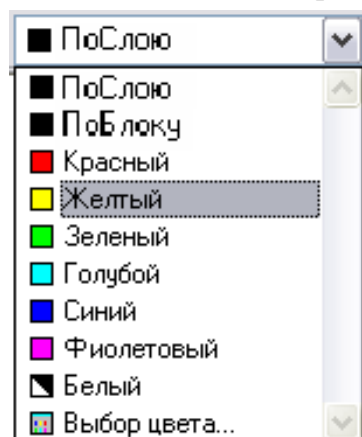 ПоСлою
ПоСлою
ПоБлоку
Красный
Желтый
Зеленый
Голубой
Синий
Фиолетовый
Белый
Выбор цвета...